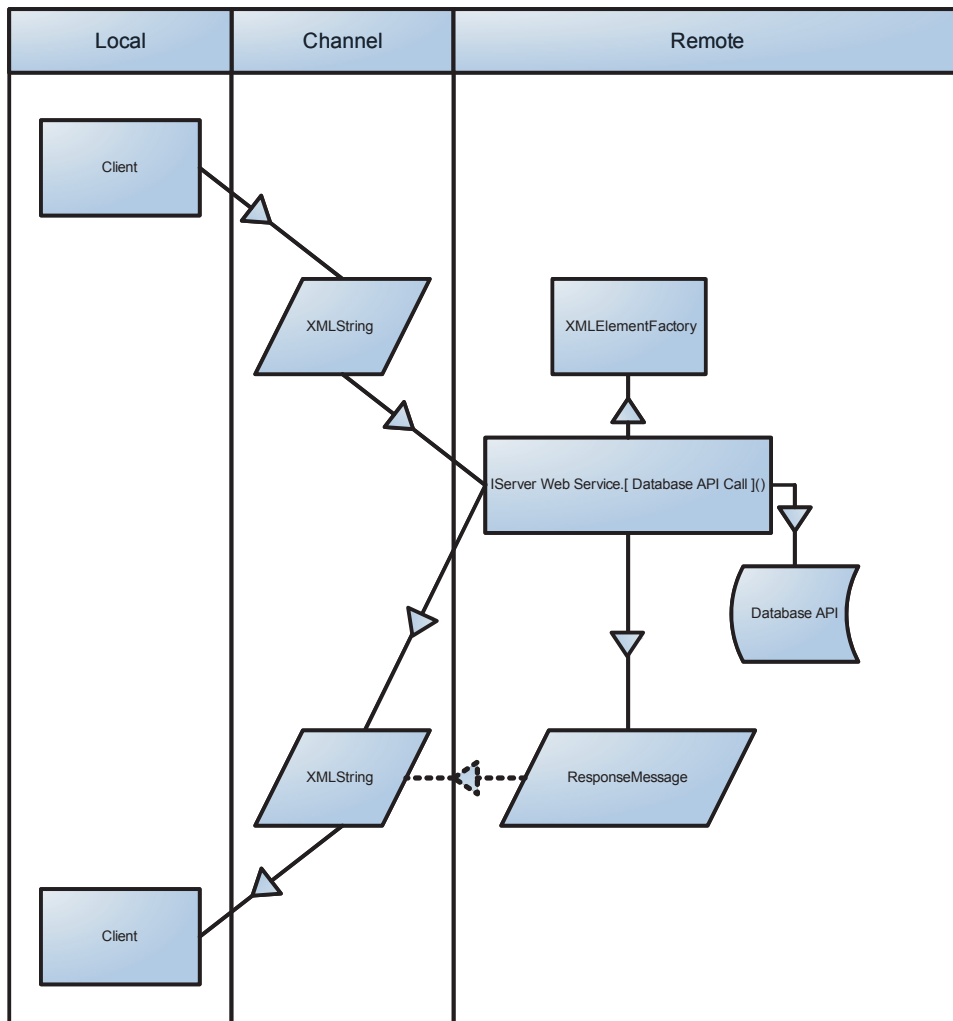 Local
Channel
Remote
Client
XMLString
XMLElementFactory
IServer Web Service.[ Database API Call ]()
Database API
XMLString
ResponseMessage
Client